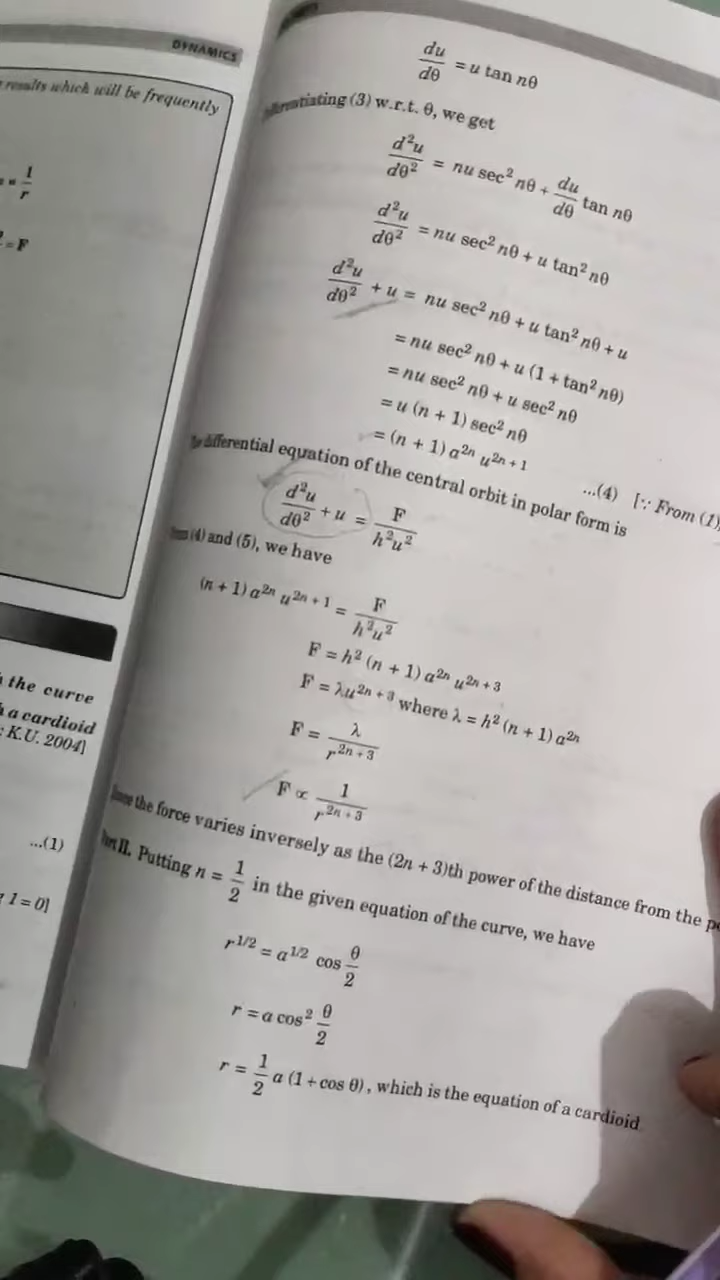 DYNAMICS
results which will be frequently
= 1/r
= F
the curve
a cardioid
K.U. 2004]
...(1)
1 = 0]
du/dθ = u tan nθ
Differentiating (3) w.r.t. θ, we get
d²u/dθ² = nu sec² nθ + du/dθ tan nθ
d²u/dθ² = nu sec² nθ + u tan² nθ
d²u/dθ² + u = nu sec² nθ + u tan² nθ + u
= nu sec² nθ + u (1 + tan² nθ)
= nu sec² nθ + u sec² nθ
= u (n + 1) sec² nθ
= (n + 1) a²ⁿ u²ⁿ⁺¹ ...(4) [∵ From (1)
differential equation of the central orbit in polar form is
d²u/dθ² + u = F/h²u²
From (4) and (5), we have
(n + 1) a²ⁿ u²ⁿ⁺¹ = F/h²u²
F = h² (n + 1) a²ⁿ u²ⁿ⁺³
F = λu²ⁿ⁺³ where λ = h² (n + 1) a²ⁿ
F = λ/r²ⁿ⁺³
F ∝ 1/r²ⁿ⁺³
Hence the force varies inversely as the (2n + 3)th power of the distance from the
Part II. Putting n = 1/2 in the given equation of the curve, we have
r^1/2 = a^1/2 cos θ/2
r = a cos² θ/2
r = 1/2 a (1 + cos θ), which is the equation of a cardioid